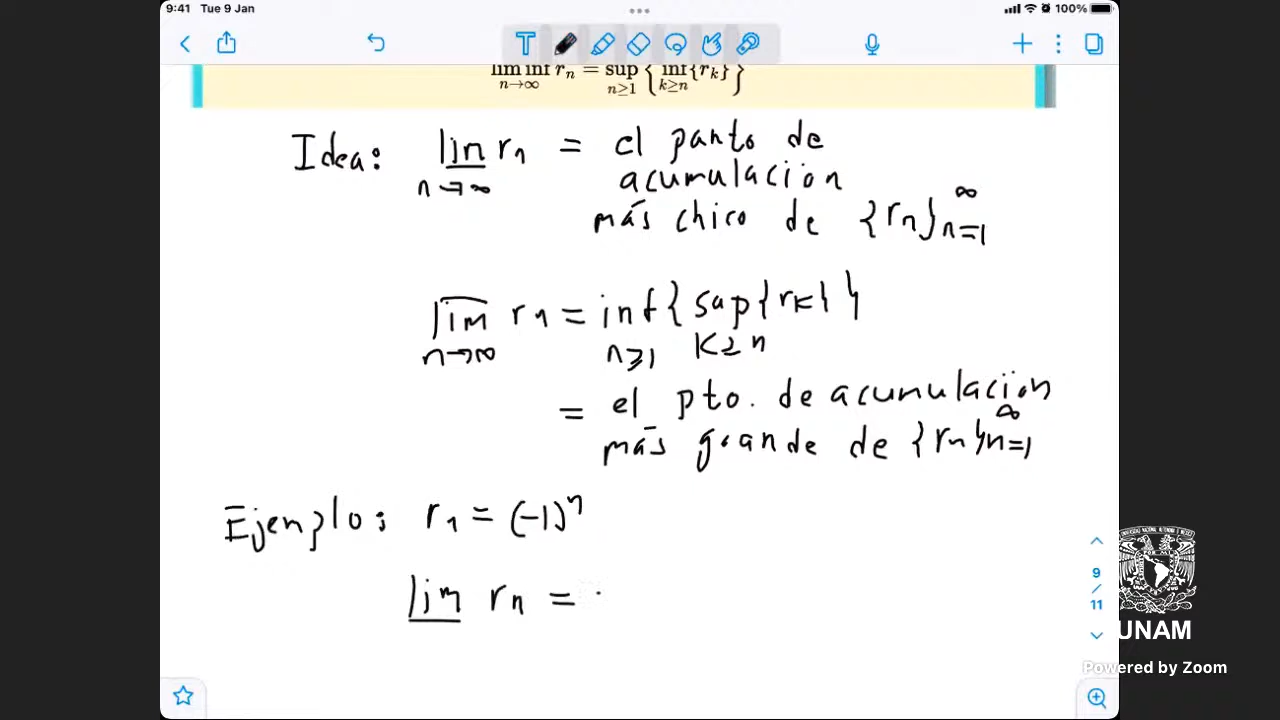 9:41 Tue 9 Jan
100%
lim inf r_n = sup { inf {r_k} }
n→∞ n≥1 k≥n
Idea: lim r_n = el punto de
n→∞ acumulacion
más chico de {r_n}_{n=1}^∞
lim r_n = inf { sup {r_k} }
n→∞ n≥1 k≥n
= el pto. de acumulacion
más grande de {r_n}_{n=1}^∞
Ejemplo: r_n = (-1)^n
lim r_n =
9
/
11
UNAM
Powered by Zoom